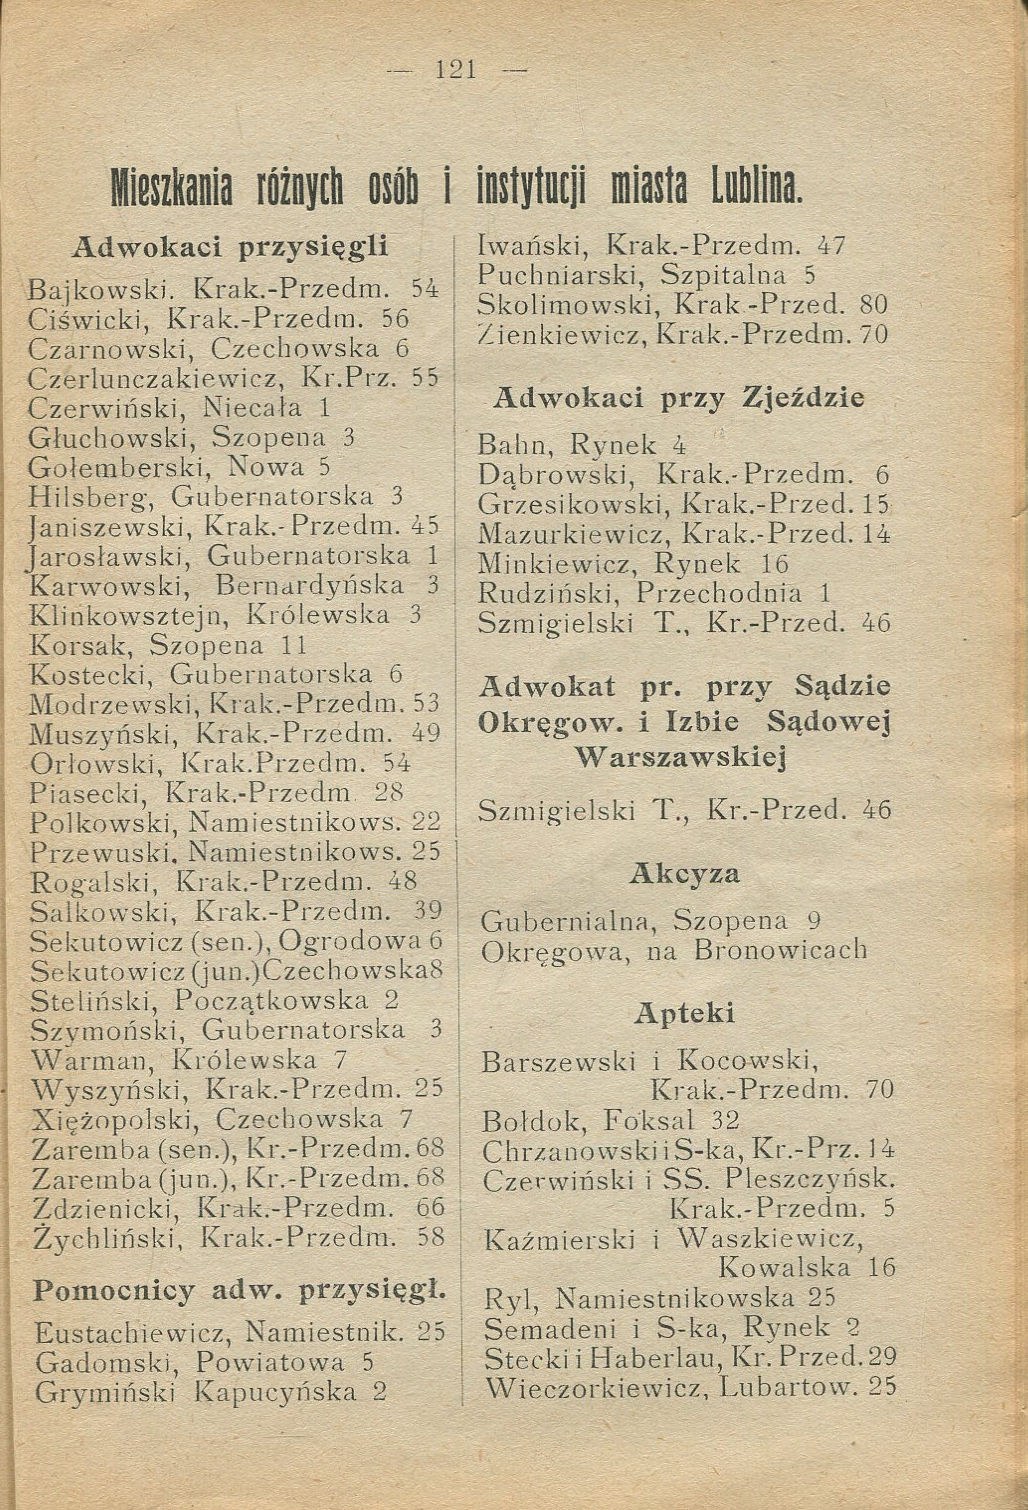 — 121 —
Mieszkania różnych osób i instytucji miasta Lublina.
Adwokaci przysięgli
Bajkowski. Krak.-Przedm. 54
Ciświcki, Krak.-Przedm. 56
Czarnowski, Czechowska 6
Czerlunczakiewicz, Kr.Prz. 55
Czerwiński, Niecała 1
Głuchowski, Szopena 3
Gołemberski, Nowa 5
Hilsberg, Gubernatorska 3
Janiszewski, Krak.-Przedm. 45
Jarosławski, Gubernatorska 1
Karwowski, Bernardyńska 3
Klinkowsztejn, Królewska 3
Korsak, Szopena 11
Kostecki, Gubernatorska 6
Modrzewski, Krak.-Przedm. 53
Muszyński, Krak.-Przedm. 49
Orłowski, Krak.Przedm. 54
Piasecki, Krak.-Przedm. 28
Polkowski, Namiestnikows. 22
Przewuski, Namiestnikows. 25
Rogalski, Krak.-Przedm. 48
Salkowski, Krak.-Przedm. 39
Sekutowicz (sen.), Ogrodowa 6
Sekutowicz (jun.) Czechowska 8
Steliński, Początkowska 2
Szymoński, Gubernatorska 3
Warman, Królewska 7
Wyszyński, Krak.-Przedm. 25
Xiężopolski, Czechowska 7
Zaremba (sen.), Kr.-Przedm. 68
Zaremba (jun.), Kr.-Przedm. 68
Zdzienicki, Krak.-Przedm. 66
Żychliński, Krak.-Przedm. 58
Pomocnicy adw. przysięgł.
Eustachiewicz, Namiestnik. 25
Gadomski, Powiatowa 5
Grymiński Kapucyńska 2
Iwański, Krak.-Przedm. 47
Puchniarski, Szpitalna 5
Skolimowski, Krak.-Przed. 80
Zienkiewicz, Krak.-Przedm. 70
Adwokaci przy Zjeździe
Bahn, Rynek 4
Dąbrowski, Krak.-Przedm. 6
Grzesikowski, Krak.-Przed. 15
Mazurkiewicz, Krak.-Przed. 14
Minkiewicz, Rynek 16
Rudziński, Przechodnia 1
Szmigielski T., Kr.-Przed. 46
Adwokat pr. przy Sądzie
Okręgow. i Izbie Sądowej
Warszawskiej
Szmigielski T., Kr.-Przed. 46
Akcyza
Gubernialna, Szopena 9
Okręgowa, na Bronowicach
Apteki
Barszewski i Kocowski,
Krak.-Przedm. 70
Bołdok, Foksal 32
Chrzanowski i S-ka, Kr.-Prz. 14
Czerwiński i SS. Pleszczyńsk.
Krak.-Przedm. 5
Kaźmierski i Waszkiewicz,
Kowalska 16
Ryl, Namiestnikowska 25
Semadeni i S-ka, Rynek 2
Stecki i Haberlau, Kr. Przed. 29
Wieczorkiewicz, Lubartow. 25